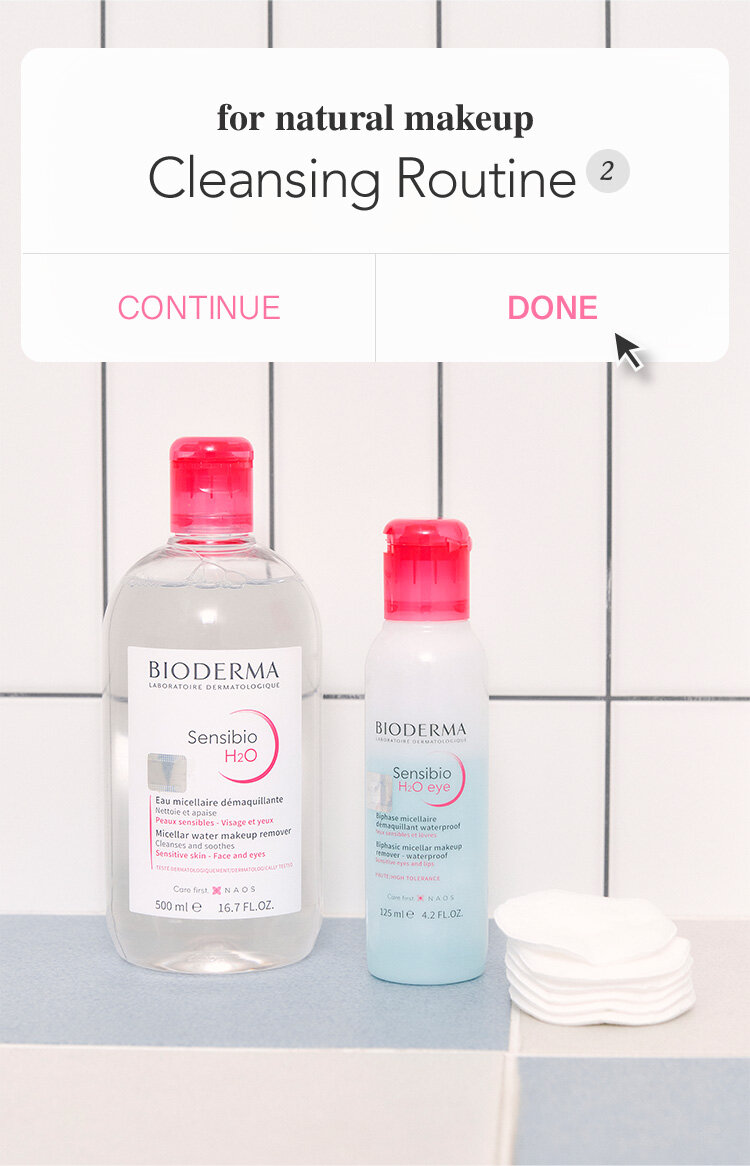 for natural makeup
Cleansing Routine 2
CONTINUE
DONE
BIODERMA
LABORATOIRE DERMATOLOGIQUE
Sensibio
H2O
Eau micellaire démaquillante
Nettoie et apaise
Peaux sensibles - Visage et yeux
Micellar water makeup remover
Cleanses and soothes
Sensitive skin - Face and eyes
TESTÉ DERMATOLOGIQUEMENT/DERMATOLOGICALLY TESTED
Care first. NAOS
500 ml e 16.7 FL.OZ.
BIODERMA
LABORATOIRE DERMATOLOGIQUE
Sensibio
H2O eye
Biphase micellaire
démaquillant waterproof
Yeux sensibles et lèvres
Biphasic micellar makeup
remover - waterproof
Sensitive eyes and lips
HAUTE/HIGH TOLERANCE
Care first. NAOS
125 ml e 4.2 FL.OZ.